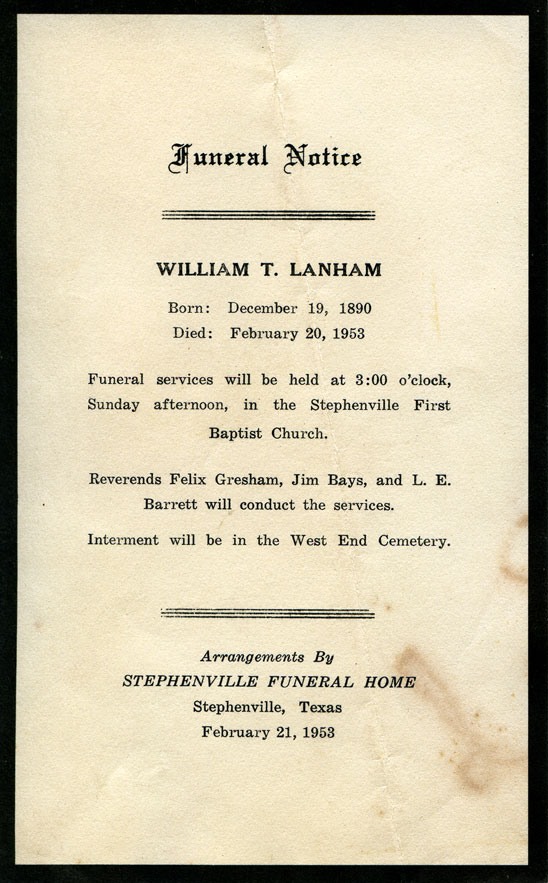 Funeral Notice
WILLIAM T. LANHAM
Born: December 19, 1890
Died: February 20, 1953
Funeral services will be held at 3:00 o'clock,
Sunday afternoon, in the Stephenville First
Baptist Church.
Reverends Felix Gresham, Jim Bays, and L. E.
Barrett will conduct the services.
Interment will be in the West End Cemetery.
Arrangements By
STEPHENVILLE FUNERAL HOME
Stephenville, Texas
February 21, 1953